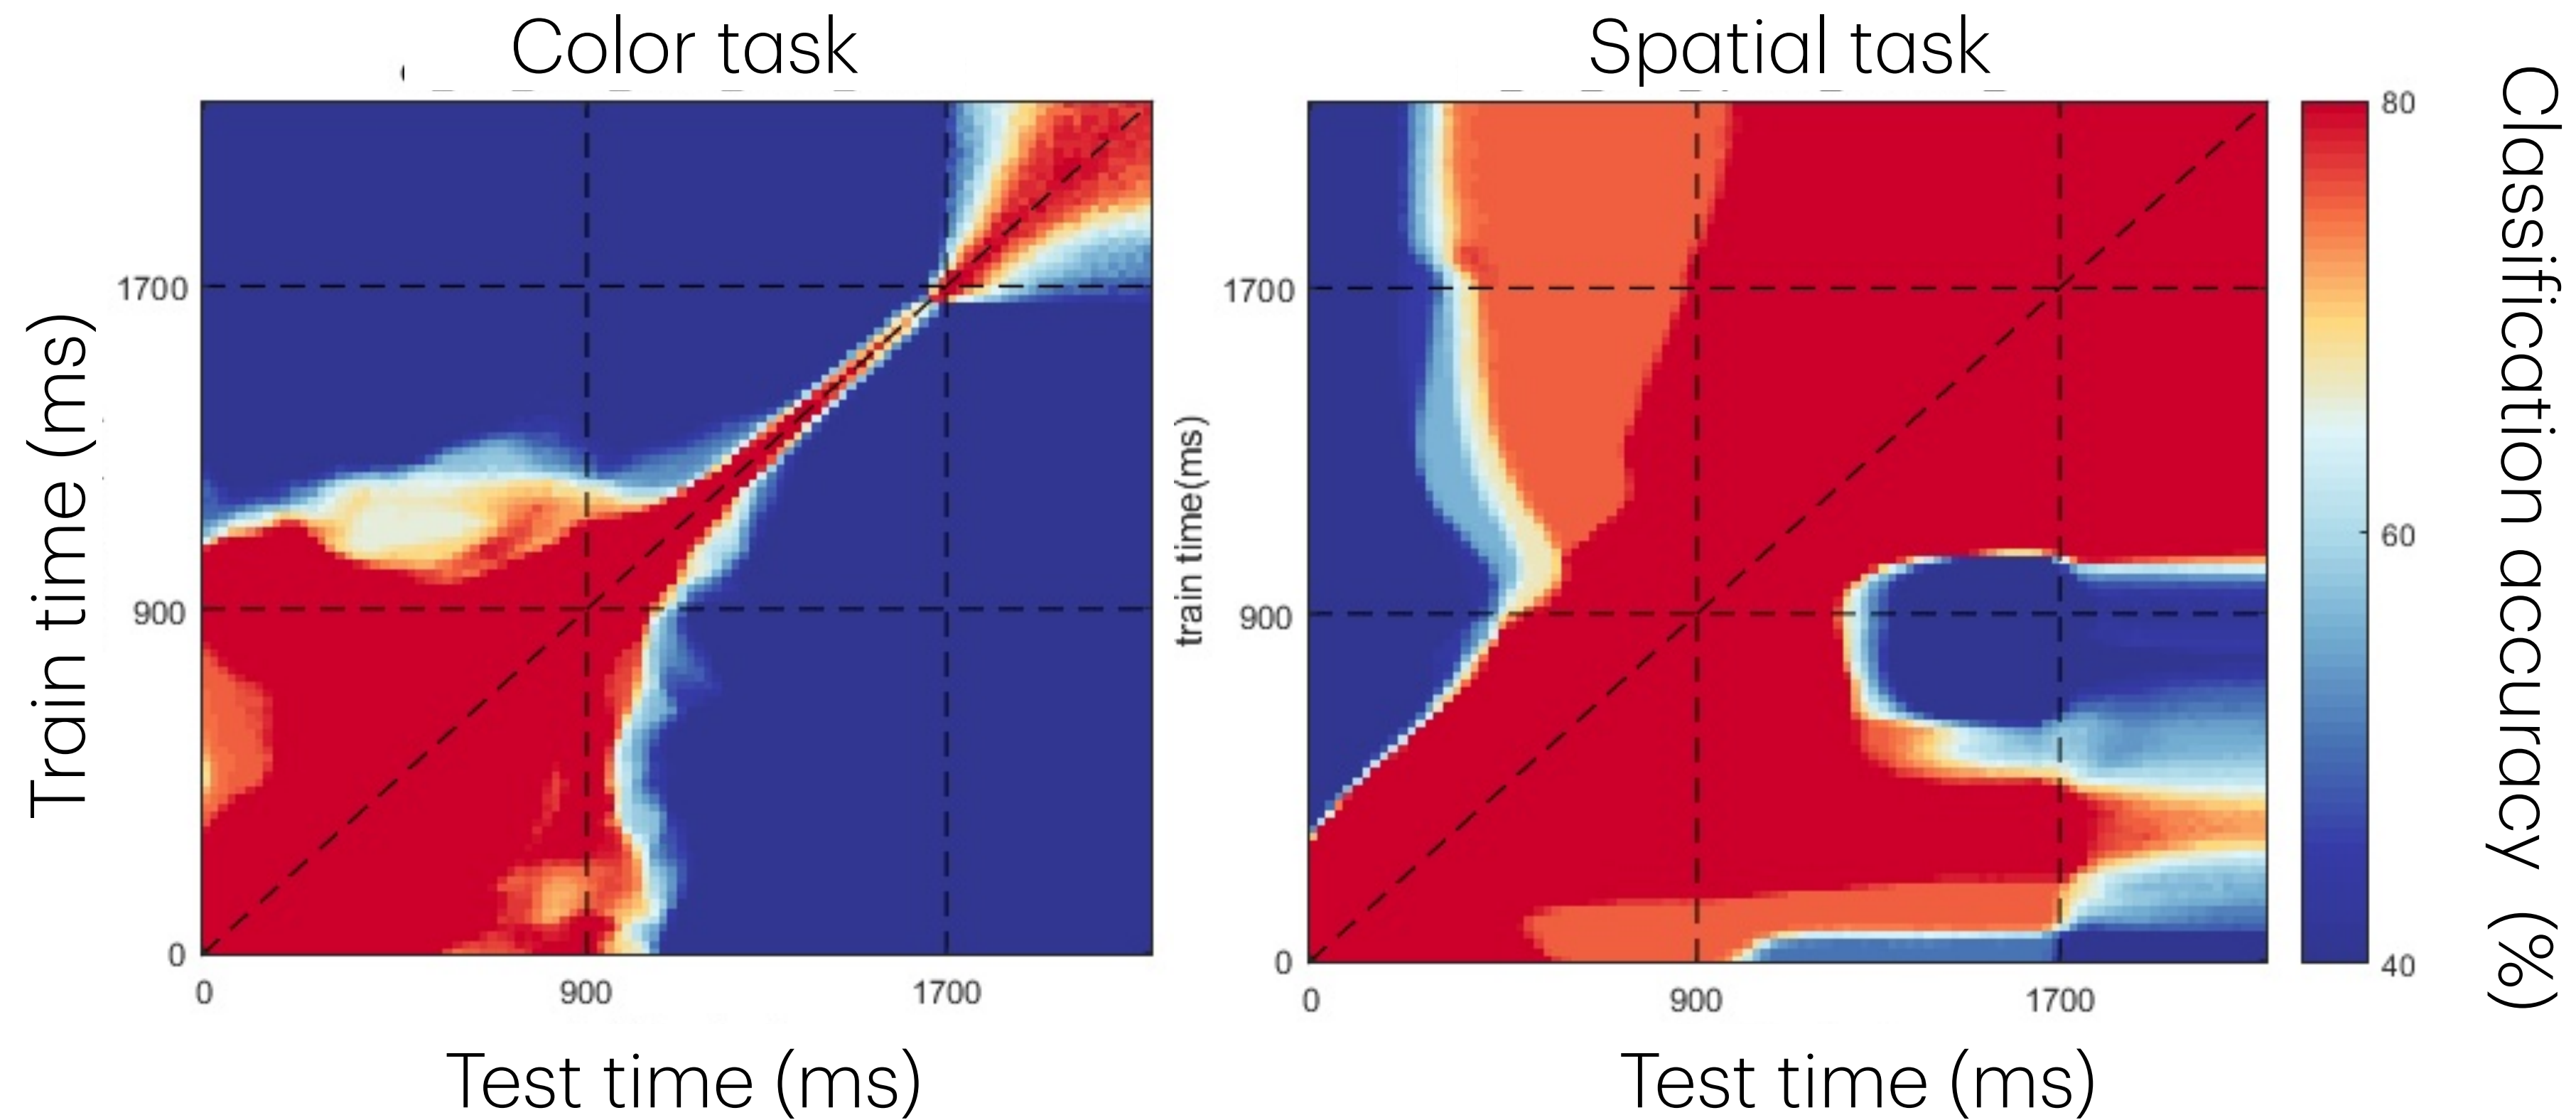 Color task
Spatial task
Train time (ms)
1700
900
0
0
900
1700
Test time (ms)
train time(ms)
1700
900
0
0
900
1700
Test time (ms)
80
60
40
Classification accuracy (%)